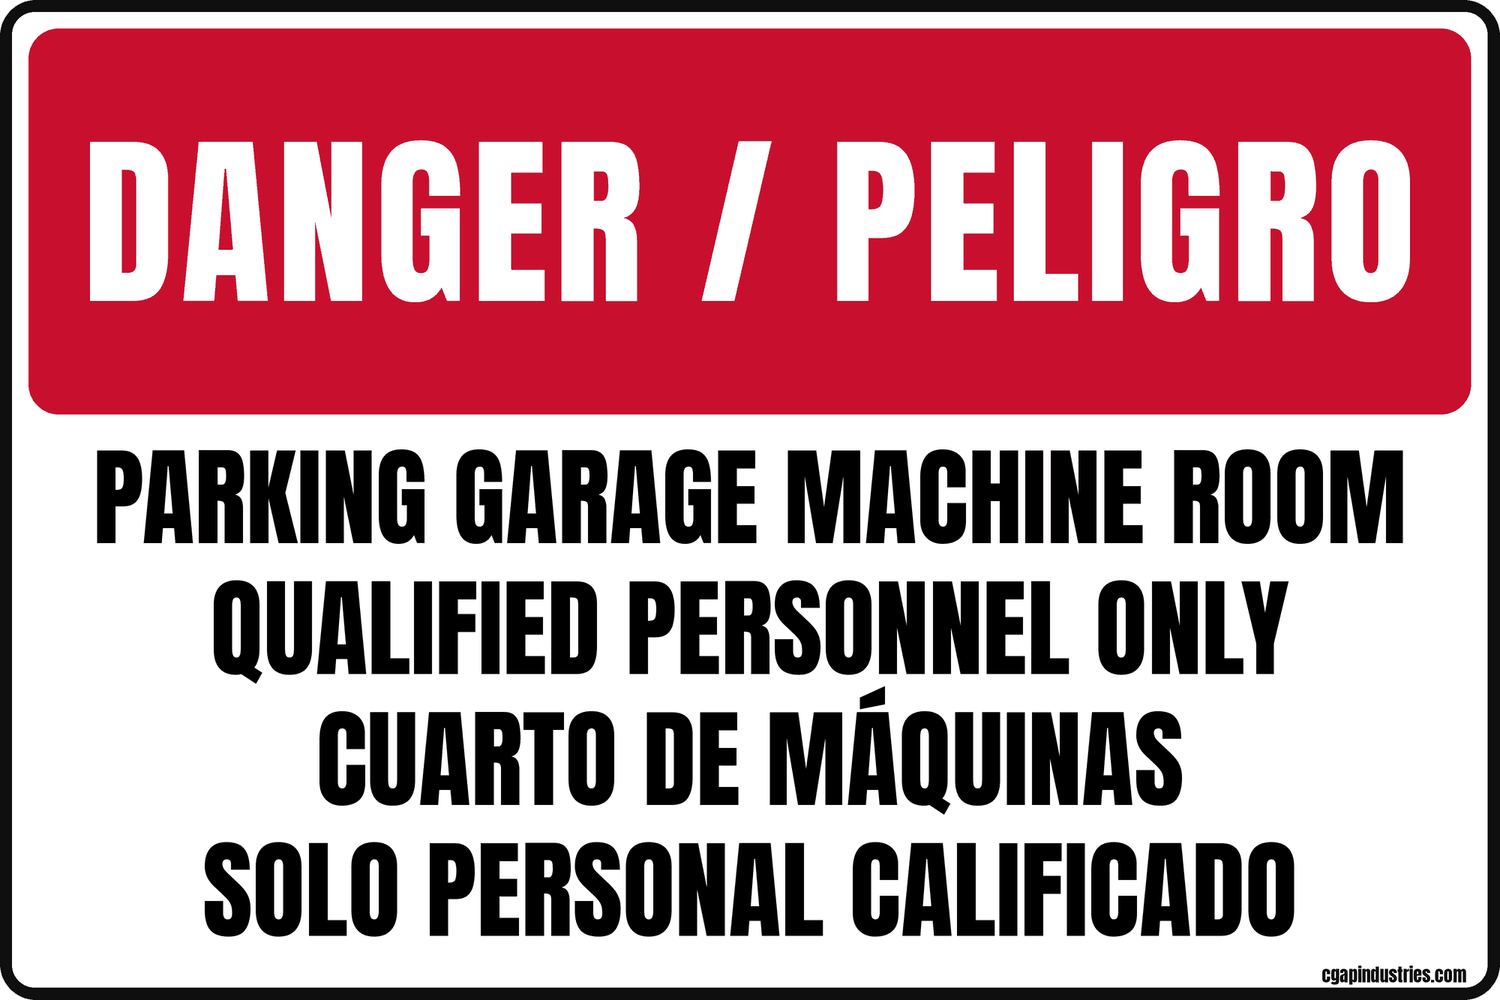 DANGER / PELIGRO
PARKING GARAGE MACHINE ROOM
QUALIFIED PERSONNEL ONLY
CUARTO DE MÁQUINAS
SOLO PERSONAL CALIFICADO
cgapindustries.com